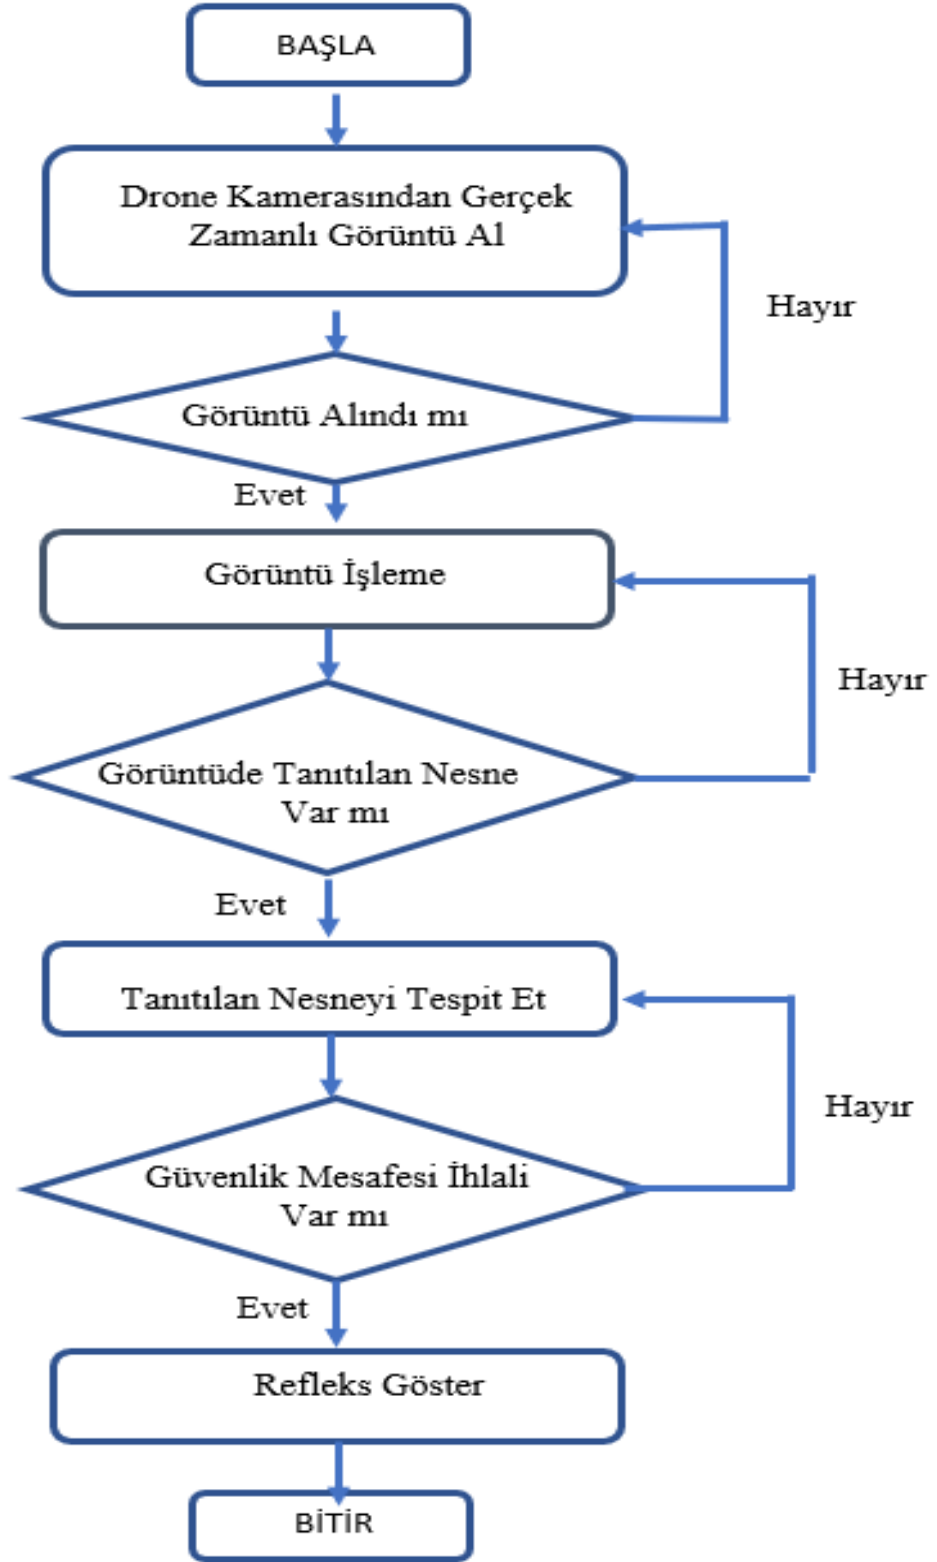 BAŞLA
Drone Kamerasından Gerçek
Zamanlı Görüntü Al
Hayır
Görüntü Alındı mı
Evet
Görüntü İşleme
Hayır
Görüntüde Tanıtılan Nesne
Var mı
Evet
Tanıtılan Nesneyi Tespit Et
Hayır
Güvenlik Mesafesi İhlali
Var mı
Evet
Refleks Göster
BİTİR